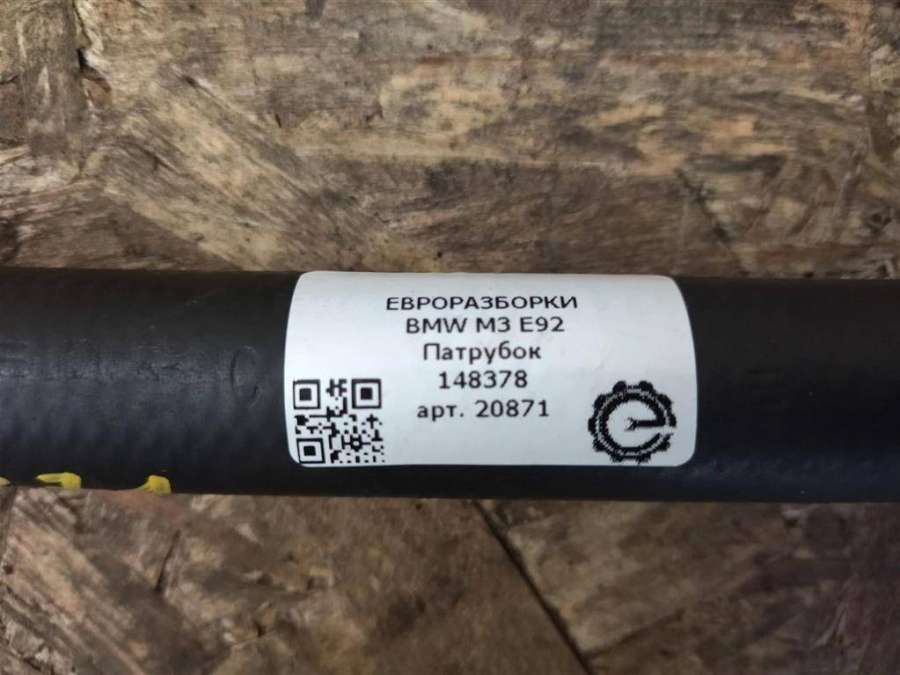 ЕВРОРАЗБОРКИ
BMW M3 E92
Патрубок
148378
арт. 20871